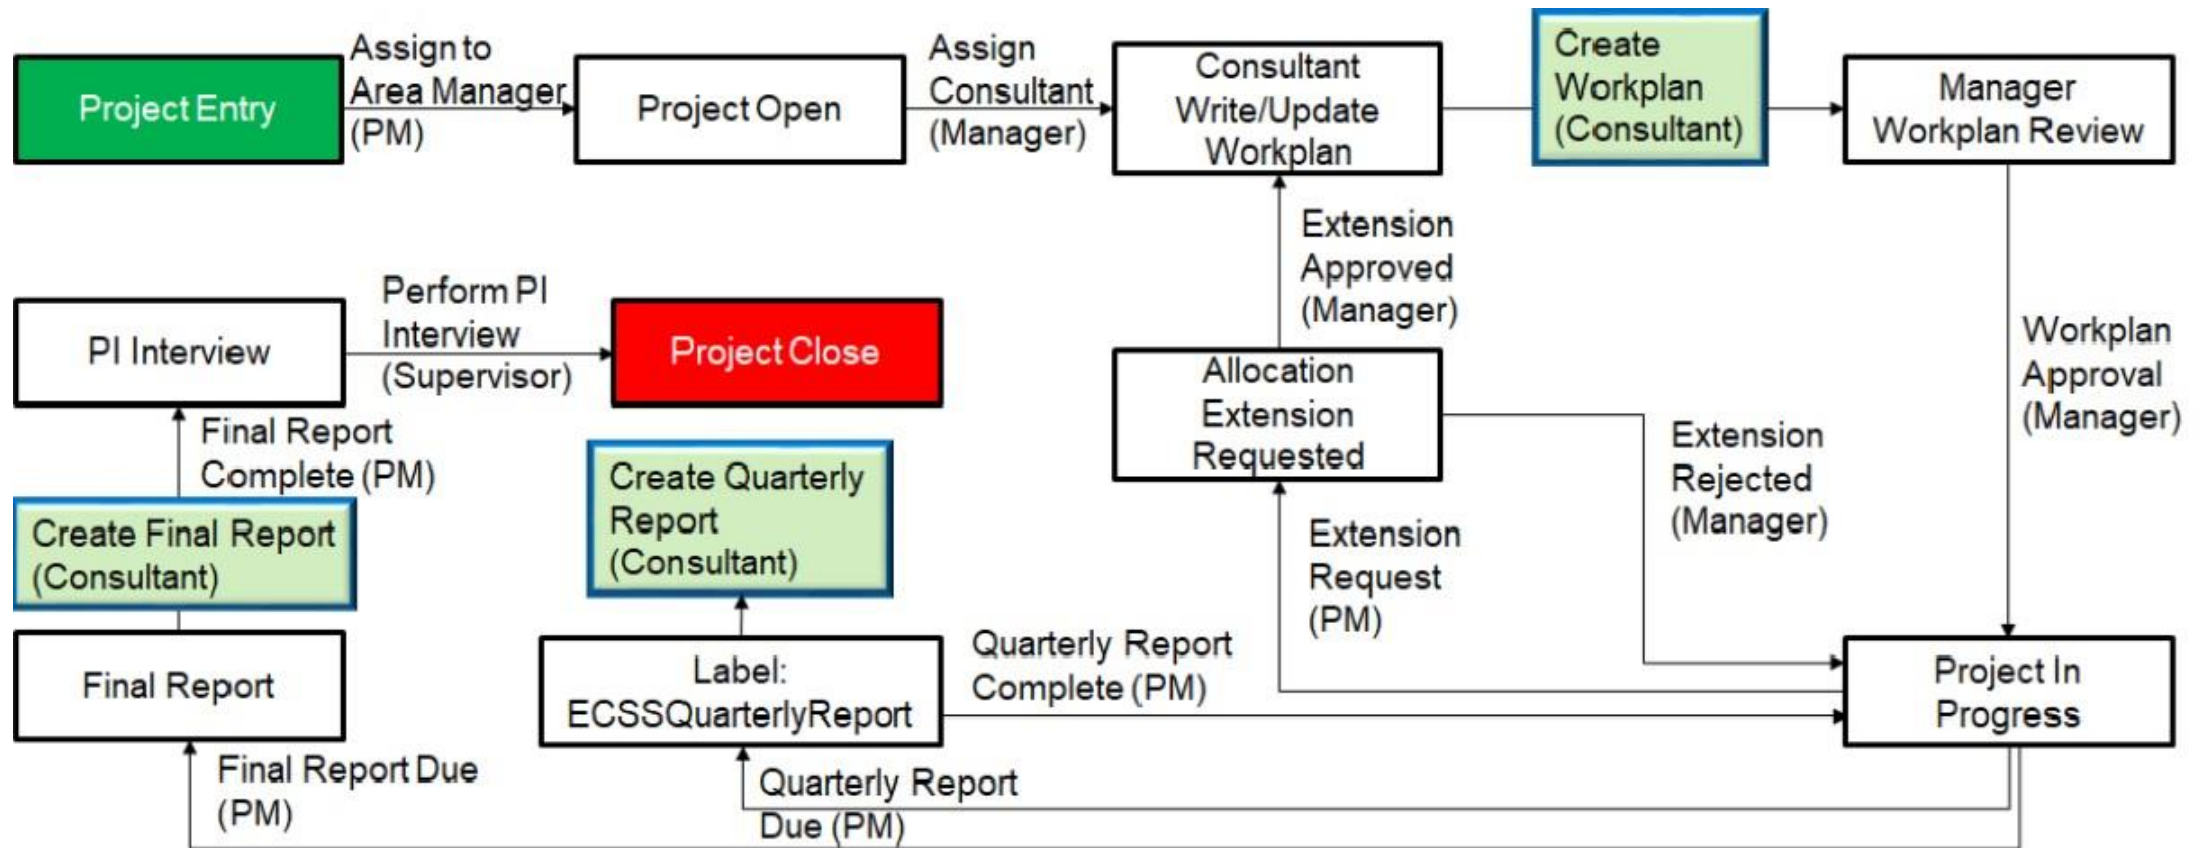 Project Entry
Assign to
Area Manager
(PM)
Project Open
Assign
Consultant
(Manager)
Consultant
Write/Update
Workplan
Create
Workplan
(Consultant)
Manager
Workplan Review
Extension
Approved
(Manager)
Workplan
Approval
(Manager)
PI Interview
Perform PI
Interview
(Supervisor)
Project Close
Allocation
Extension
Requested
Extension
Rejected
(Manager)
Final Report
Complete (PM)
Create Final Report
(Consultant)
Create Quarterly
Report
(Consultant)
Extension
Request
(PM)
Final Report
Label:
ECSSQuarterlyReport
Quarterly Report
Complete (PM)
Project In
Progress
Final Report Due
(PM)
Quarterly Report
Due (PM)